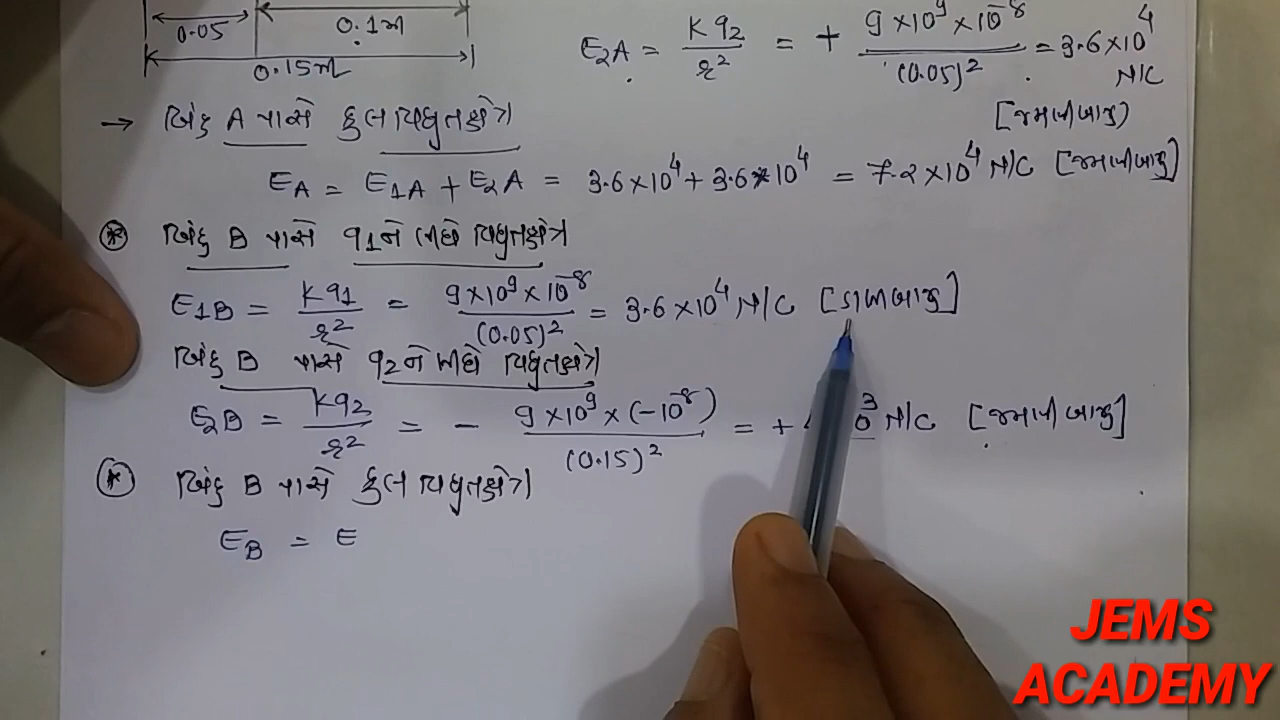 0.05 0.1m
0.15m
E2A = Kq2/r² = + 9×10⁹×10⁻⁸/(0.05)² = 3.6×10⁴ N/C
[જમણીબાજુ)
→ બિંદુ A પાસે કુલ વિધુતક્ષેત્ર
EA = E1A + E2A = 3.6×10⁴ + 3.6×10⁴ = 7.2×10⁴ N/C [જમણીબાજુ]
* બિંદુ B પાસે q1ને લીધે વિધુતક્ષેત્ર
E1B = Kq1/r² = 9×10⁹×10⁻⁸/(0.05)² = 3.6×10⁴ N/C [ડાબીબાજુ]
બિંદુ B પાસે q2ને લીધે વિધુતક્ષેત્ર
E2B = Kq2/r² = - 9×10⁹×(-10⁻⁸)/(0.15)² = + 0³ N/C [જમણીબાજુ]
* બિંદુ B પાસે કુલ વિધુતક્ષેત્ર
EB = E
JEMS
ACADEMY